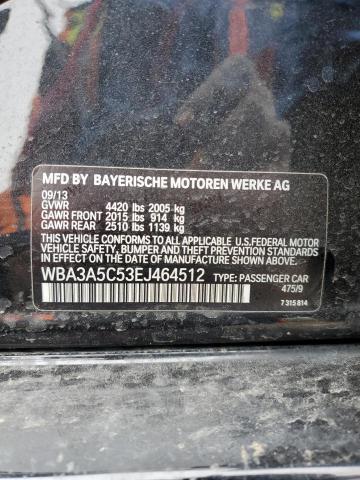 MFD BY BAYERISCHE MOTOREN WERKE AG
09/13
GVWR 4420 lbs 2005 kg
GAWR FRONT 2015 lbs 914 kg
GAWR REAR 2510 lbs 1139 kg
THIS VEHICLE CONFORMS TO ALL APPLICABLE U.S.FEDERAL MOTOR
VEHICLE SAFETY, BUMPER, AND THEFT PREVENTION STANDARDS IN
EFFECT ON THE DATE OF MANUFACTURE SHOWN ABOVE.
WBA3A5C53EJ464512 TYPE: PASSENGER CAR
475/9
7 315 814